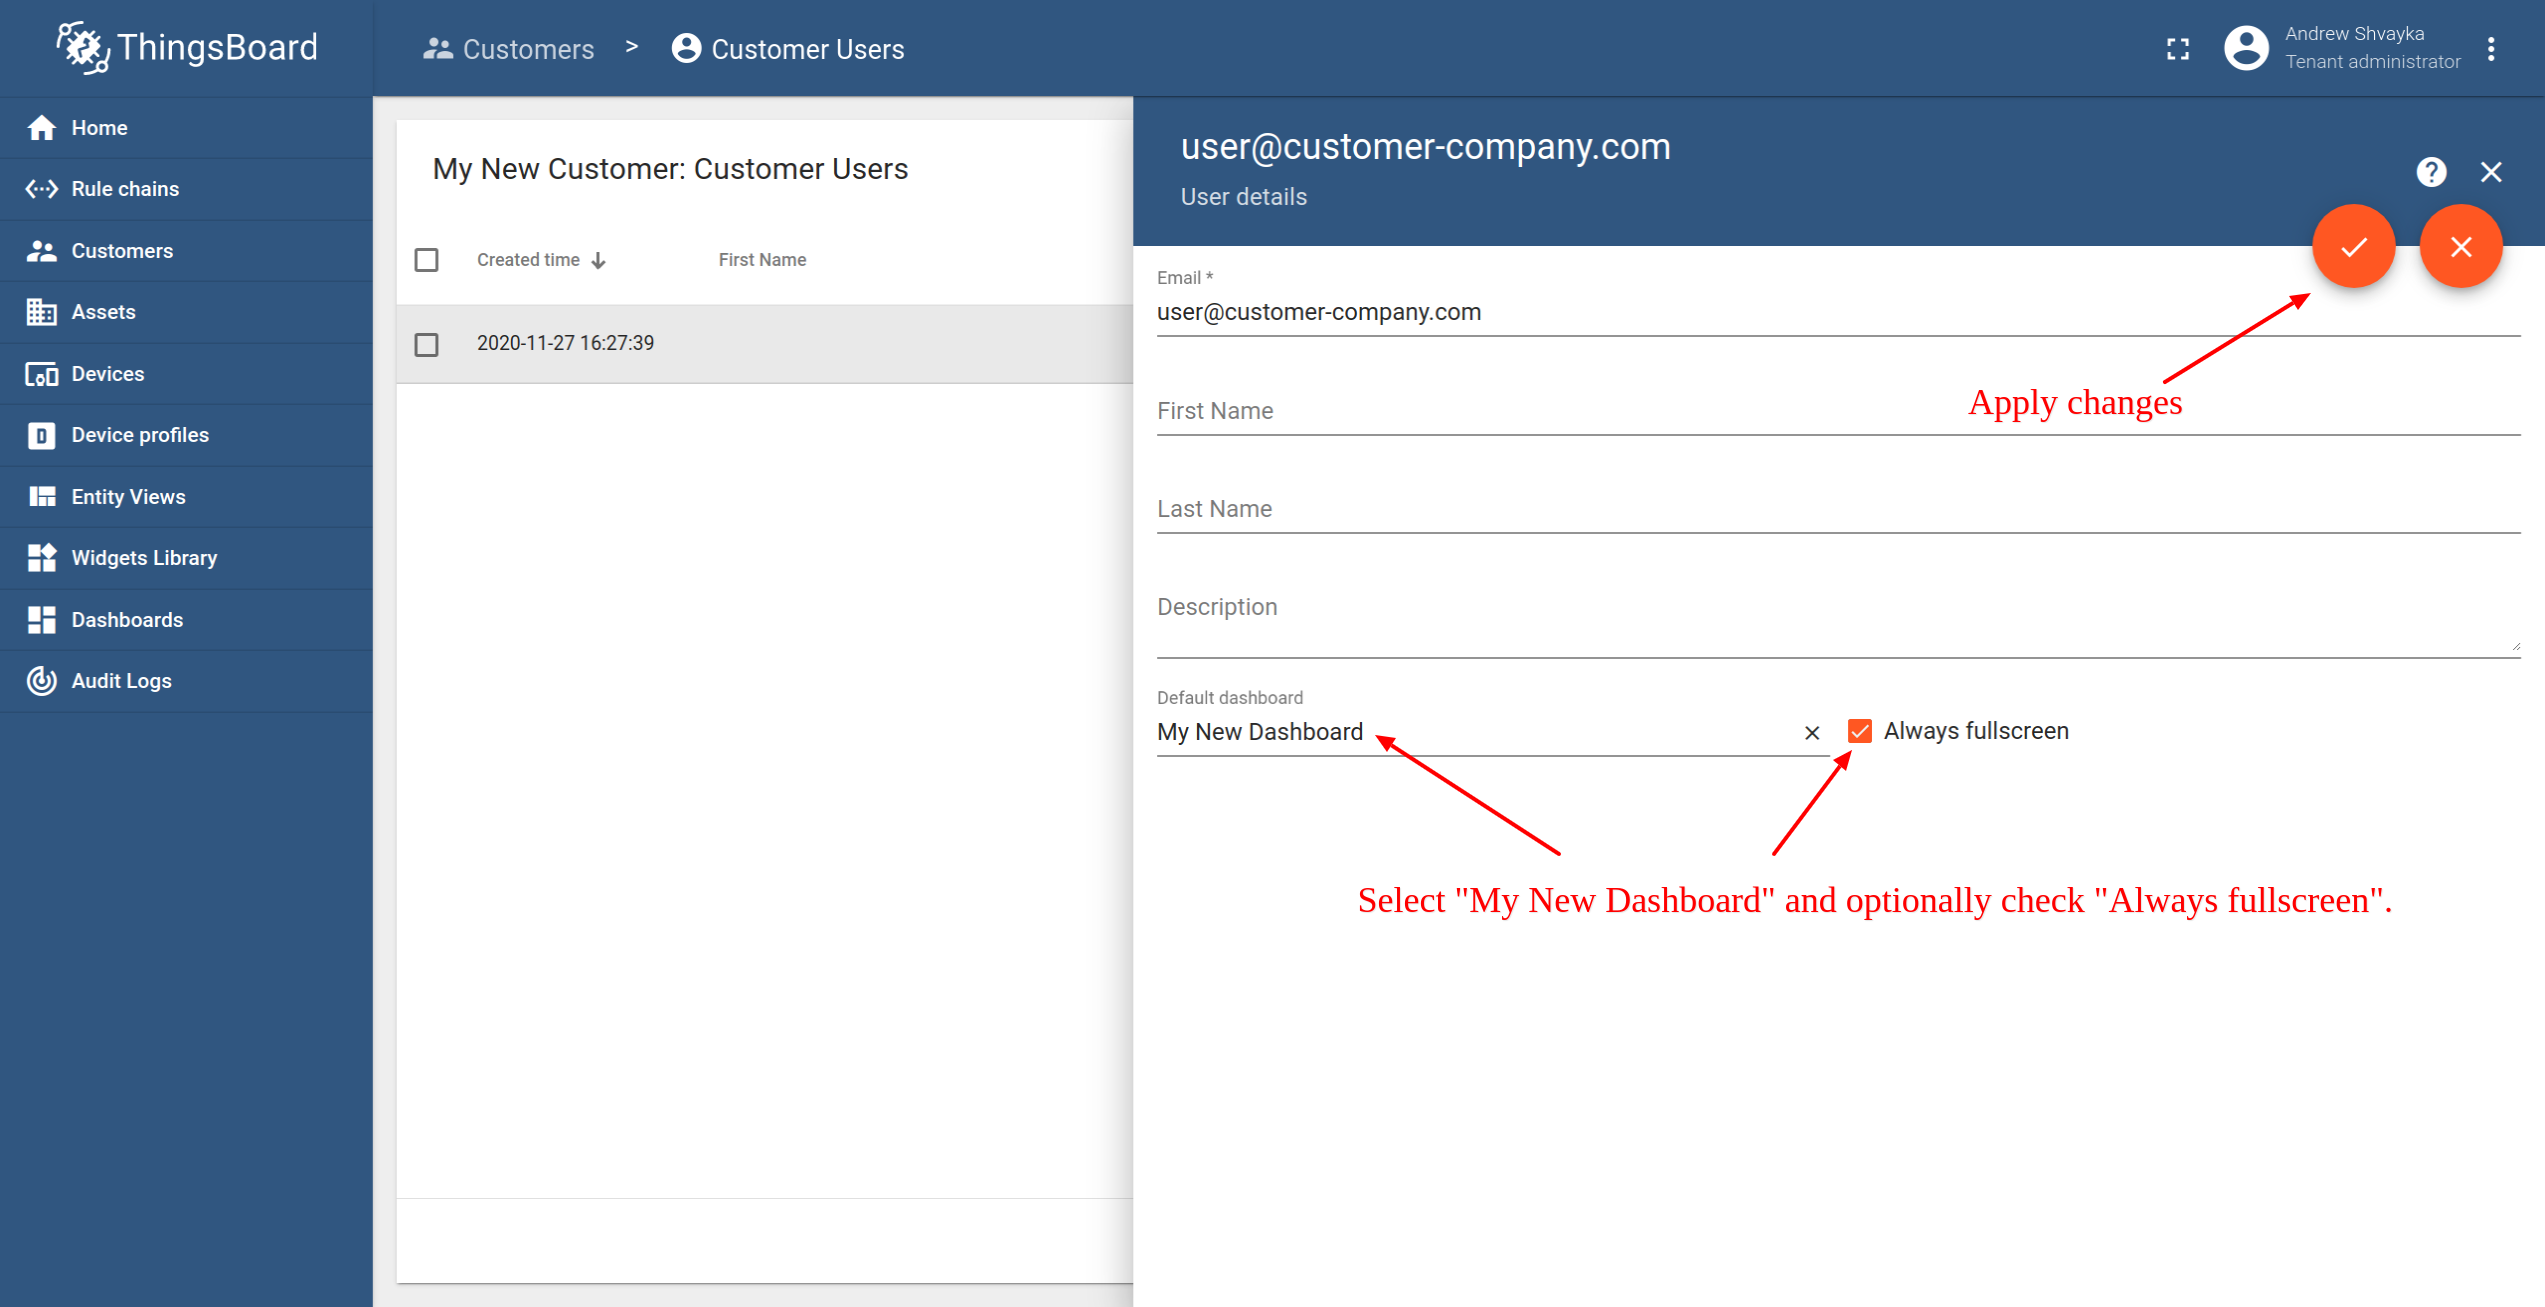 ThingsBoard
Customers > Customer Users
Andrew Shvayka
Tenant administrator
Home
Rule chains
Customers
Assets
Devices
Device profiles
Entity Views
Widgets Library
Dashboards
Audit Logs
My New Customer: Customer Users
Created time First Name
2020-11-27 16:27:39
user@customer-company.com
User details
Email *
user@customer-company.com
Apply changes
First Name
Last Name
Description
Default dashboard
My New Dashboard
Always fullscreen
Select "My New Dashboard" and optionally check "Always fullscreen".